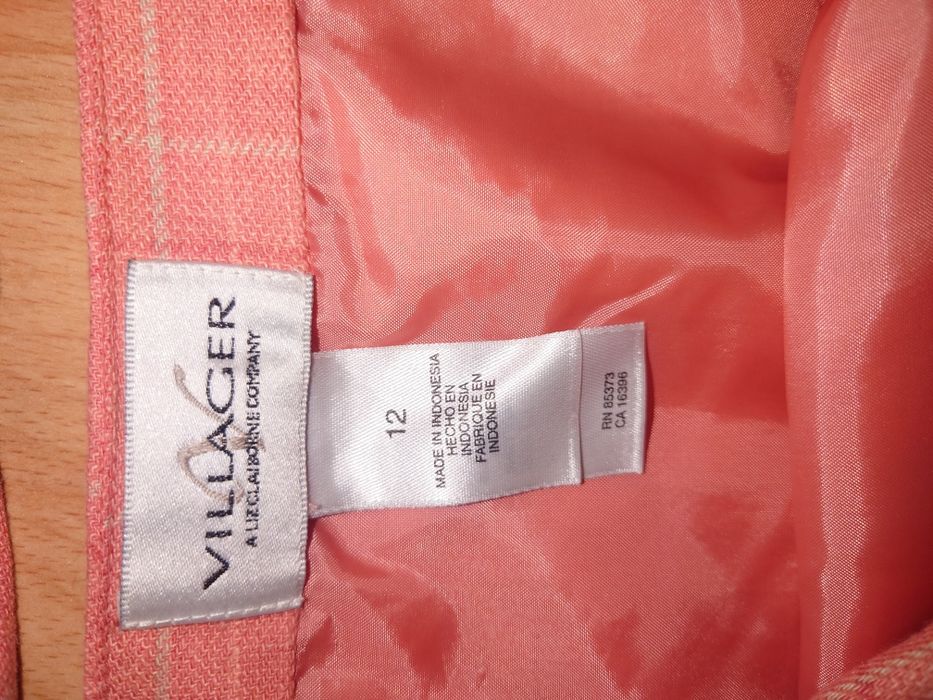 VILLAGER
A LIZ CLAIBORNE COMPANY
12
MADE IN INDONESIA
HECHO EN
INDONESIA
FABRIQUE EN
INDONESIE
RN 85373
CA 16396